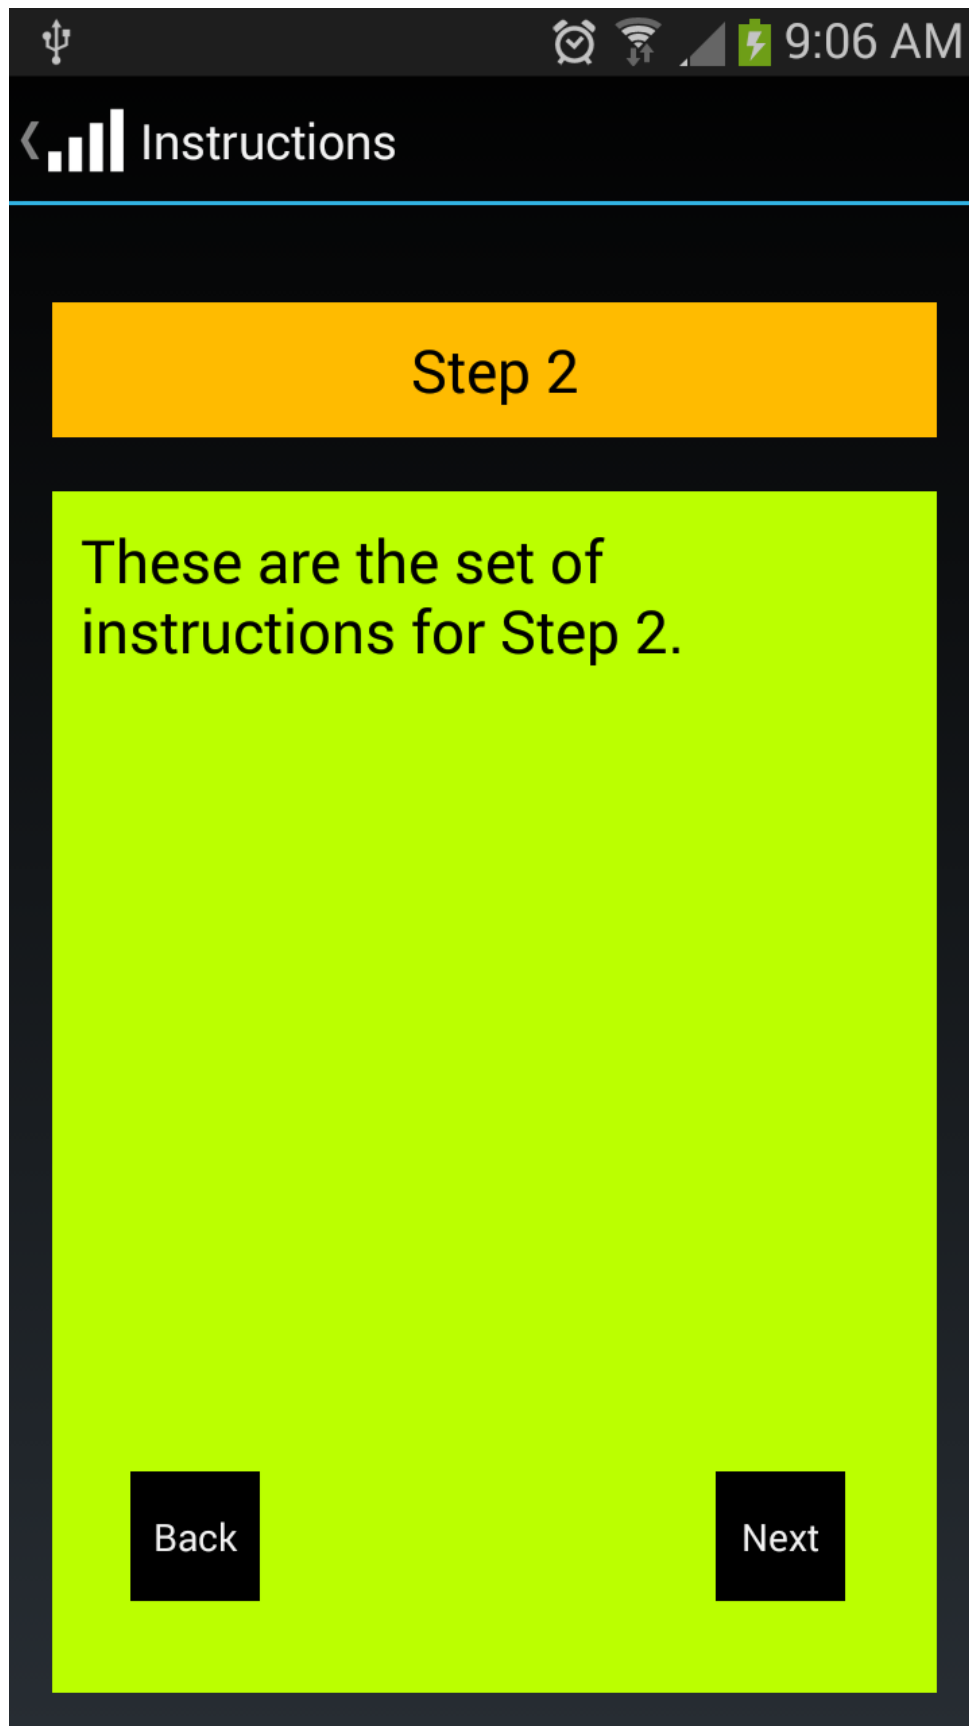 9:06 AM
Instructions
Step 2
These are the set of
instructions for Step 2.
Back
Next